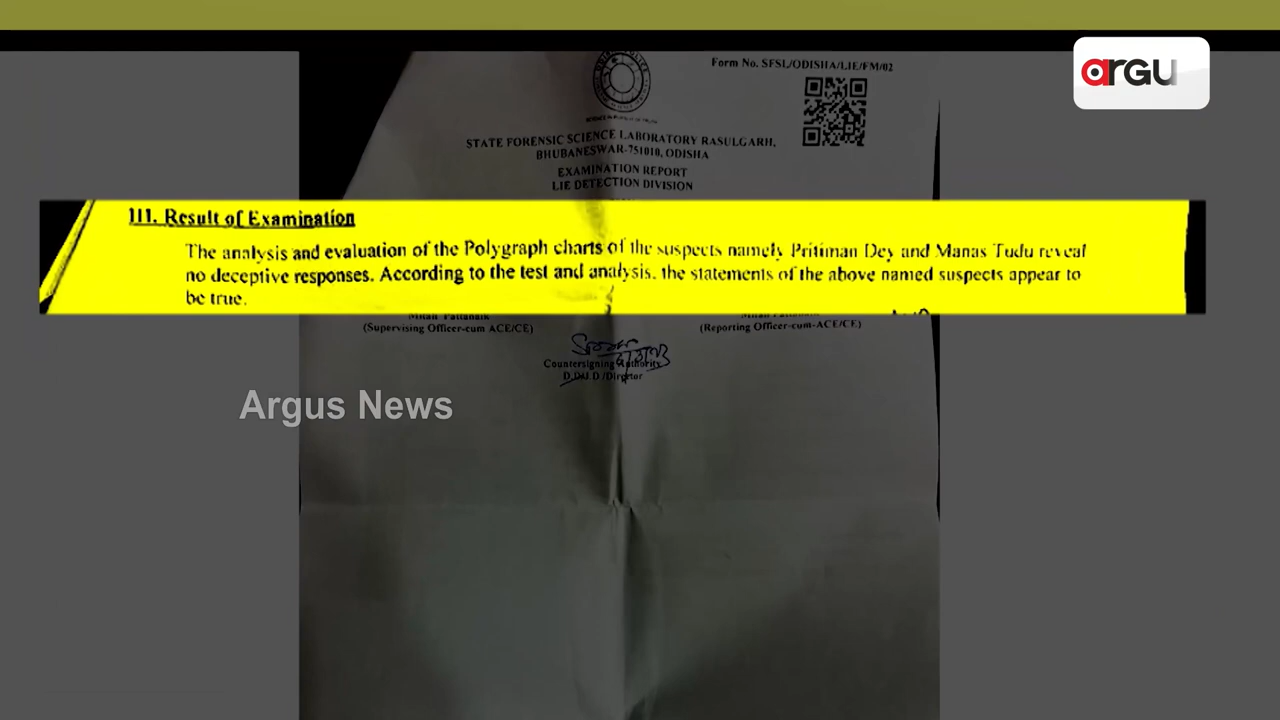 arGU
Form No. SFSL/ODISHA/LIE/FM/02
STATE FORENSIC SCIENCE LABORATORY RASULGARH,
BHUBANESWAR-751010, ODISHA
EXAMINATION REPORT
LIE DETECTION DIVISION
III. Result of Examination
The analysis and evaluation of the Polygraph charts of the suspects namely Pritiman Dey and Manas Tudu reveal
no deceptive responses. According to the test and analysis, the statements of the above named suspects appear to
be true.
(Supervising Officer-cum ACE/CE)
(Reporting Officer-cum-ACE/CE)
Countersigning Authority
/Director
Argus News